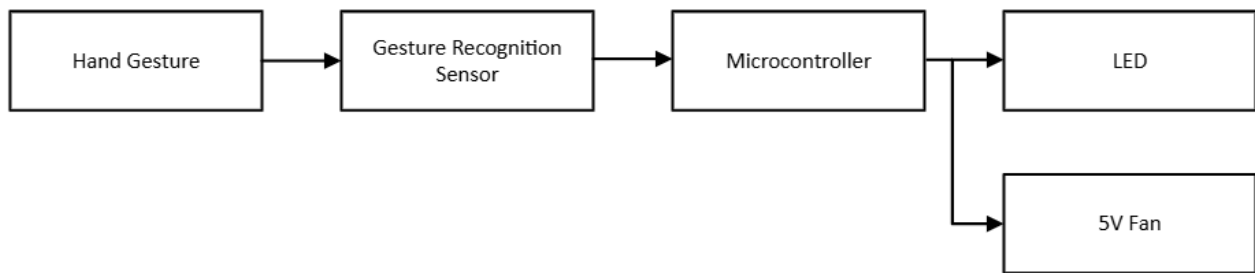 Hand Gesture
Gesture Recognition
Sensor
Microcontroller
LED
5V Fan